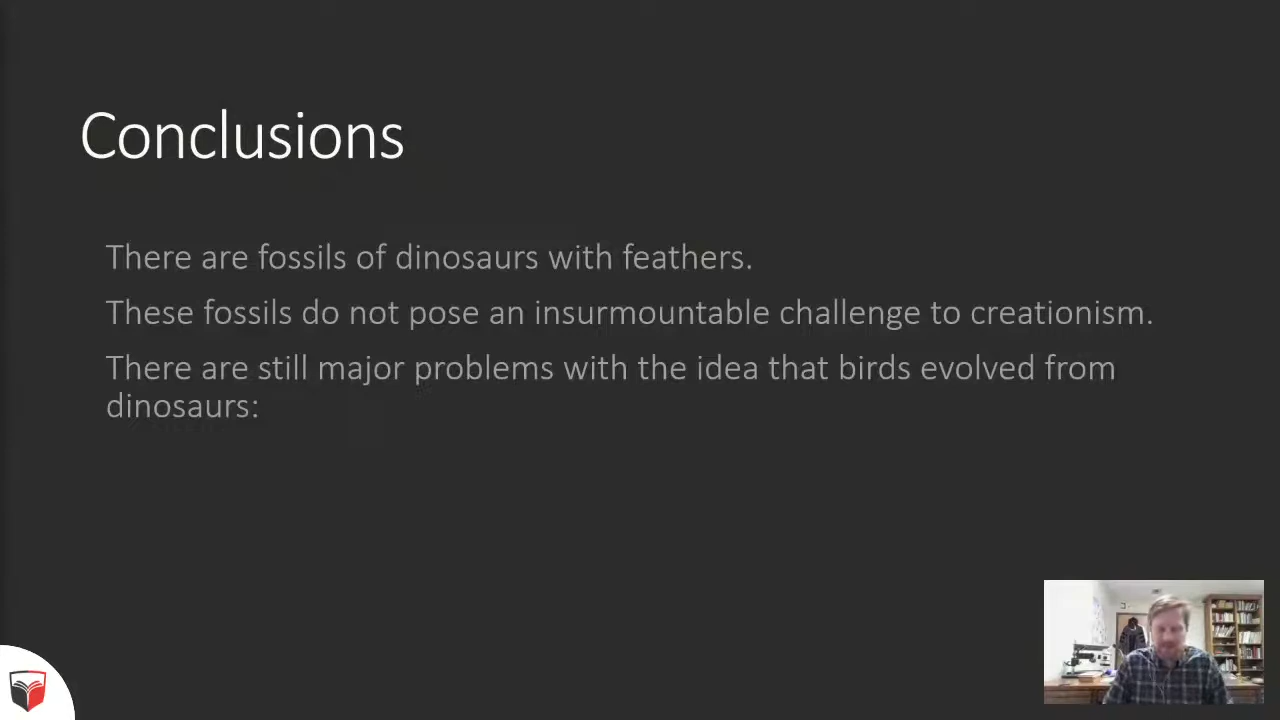 Conclusions
There are fossils of dinosaurs with feathers.
These fossils do not pose an insurmountable challenge to creationism.
There are still major problems with the idea that birds evolved from
dinosaurs: